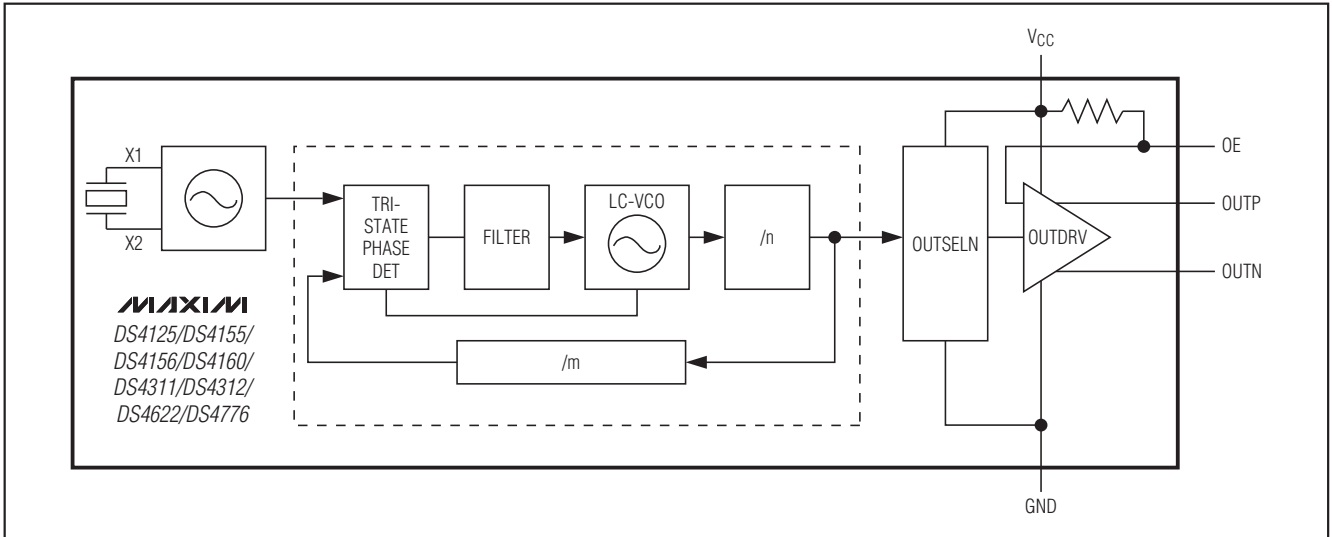 VCC
X1
X2
TRI-
STATE
PHASE
DET
FILTER
LC-VCO
/n
/m
OUTSELN
OUTDRV
OE
OUTP
OUTN
GND
MAXIM
DS4125/DS4155/
DS4156/DS4160/
DS4311/DS4312/
DS4622/DS4776